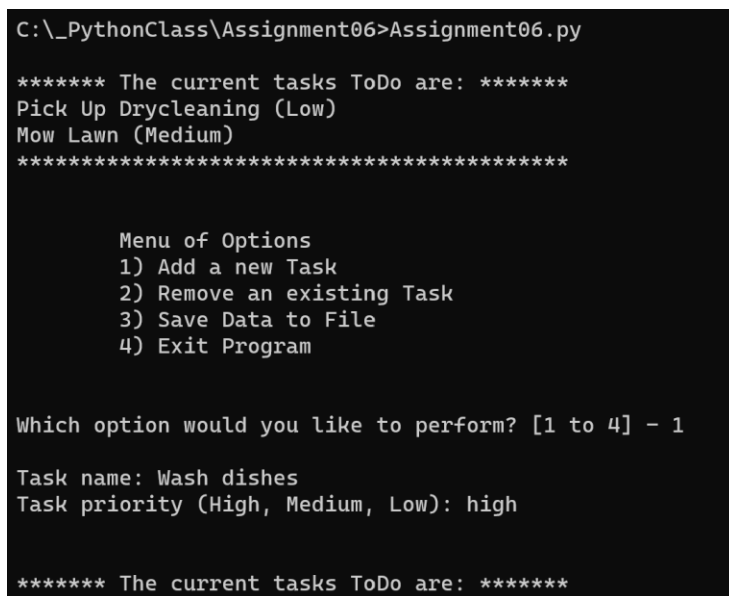 C:\_PythonClass\Assignment06>Assignment06.py
******* The current tasks ToDo are: *******
Pick Up Drycleaning (Low)
Mow Lawn (Medium)
*******************************************
Menu of Options
1) Add a new Task
2) Remove an existing Task
3) Save Data to File
4) Exit Program
Which option would you like to perform? [1 to 4] - 1
Task name: Wash dishes
Task priority (High, Medium, Low): high
******* The current tasks ToDo are: *******